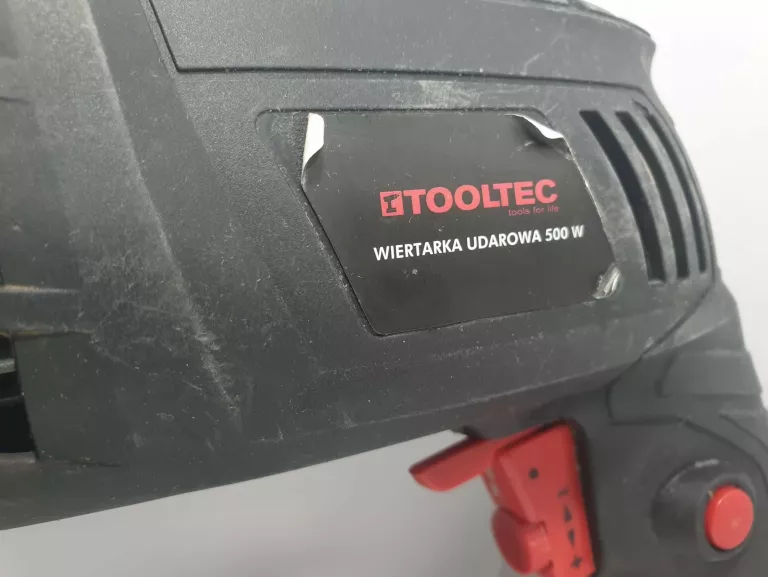 TOOLTEC
tools for life
WIERTARKA UDAROWA 500 W